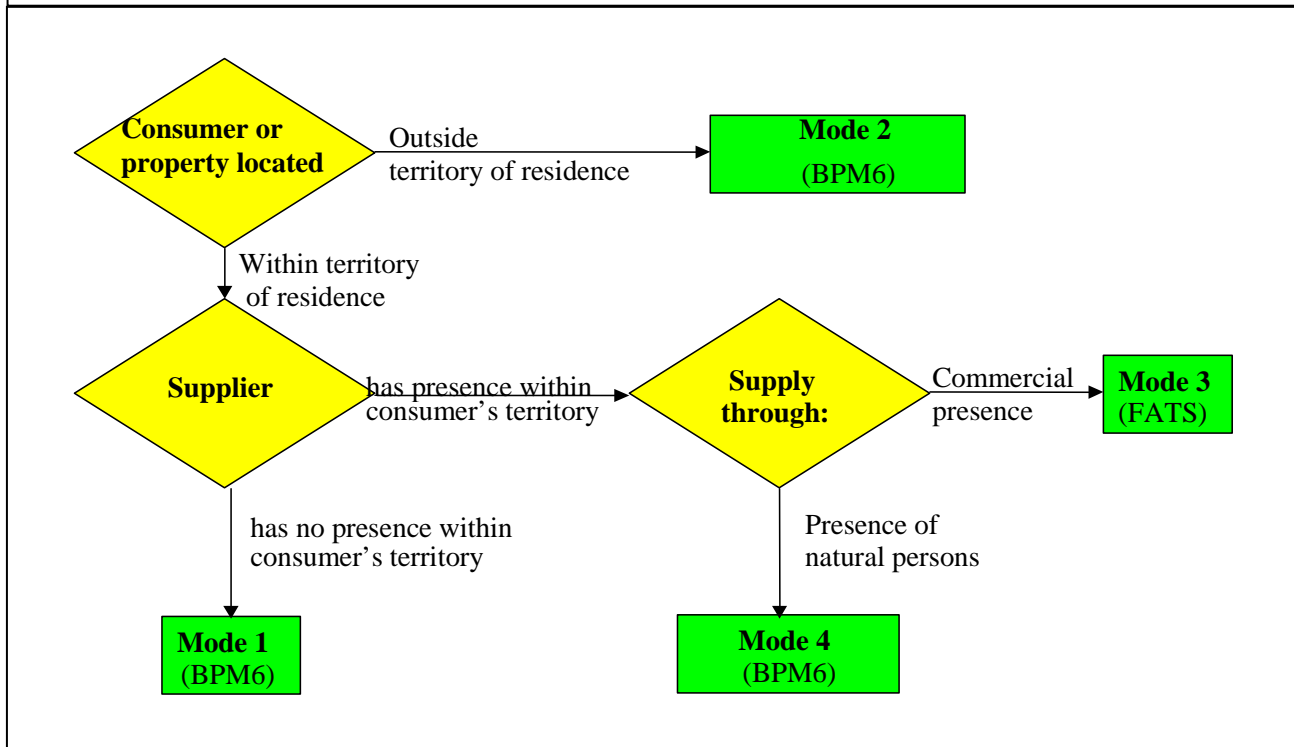 Consumer or
property located
Outside
territory of residence
Mode 2
(BPM6)
Within territory
of residence
Supplier
has presence within
consumer’s territory
Supply
through:
Commercial
presence
Mode 3
(FATS)
has no presence within
consumer’s territory
Presence of
natural persons
Mode 1
(BPM6)
Mode 4
(BPM6)